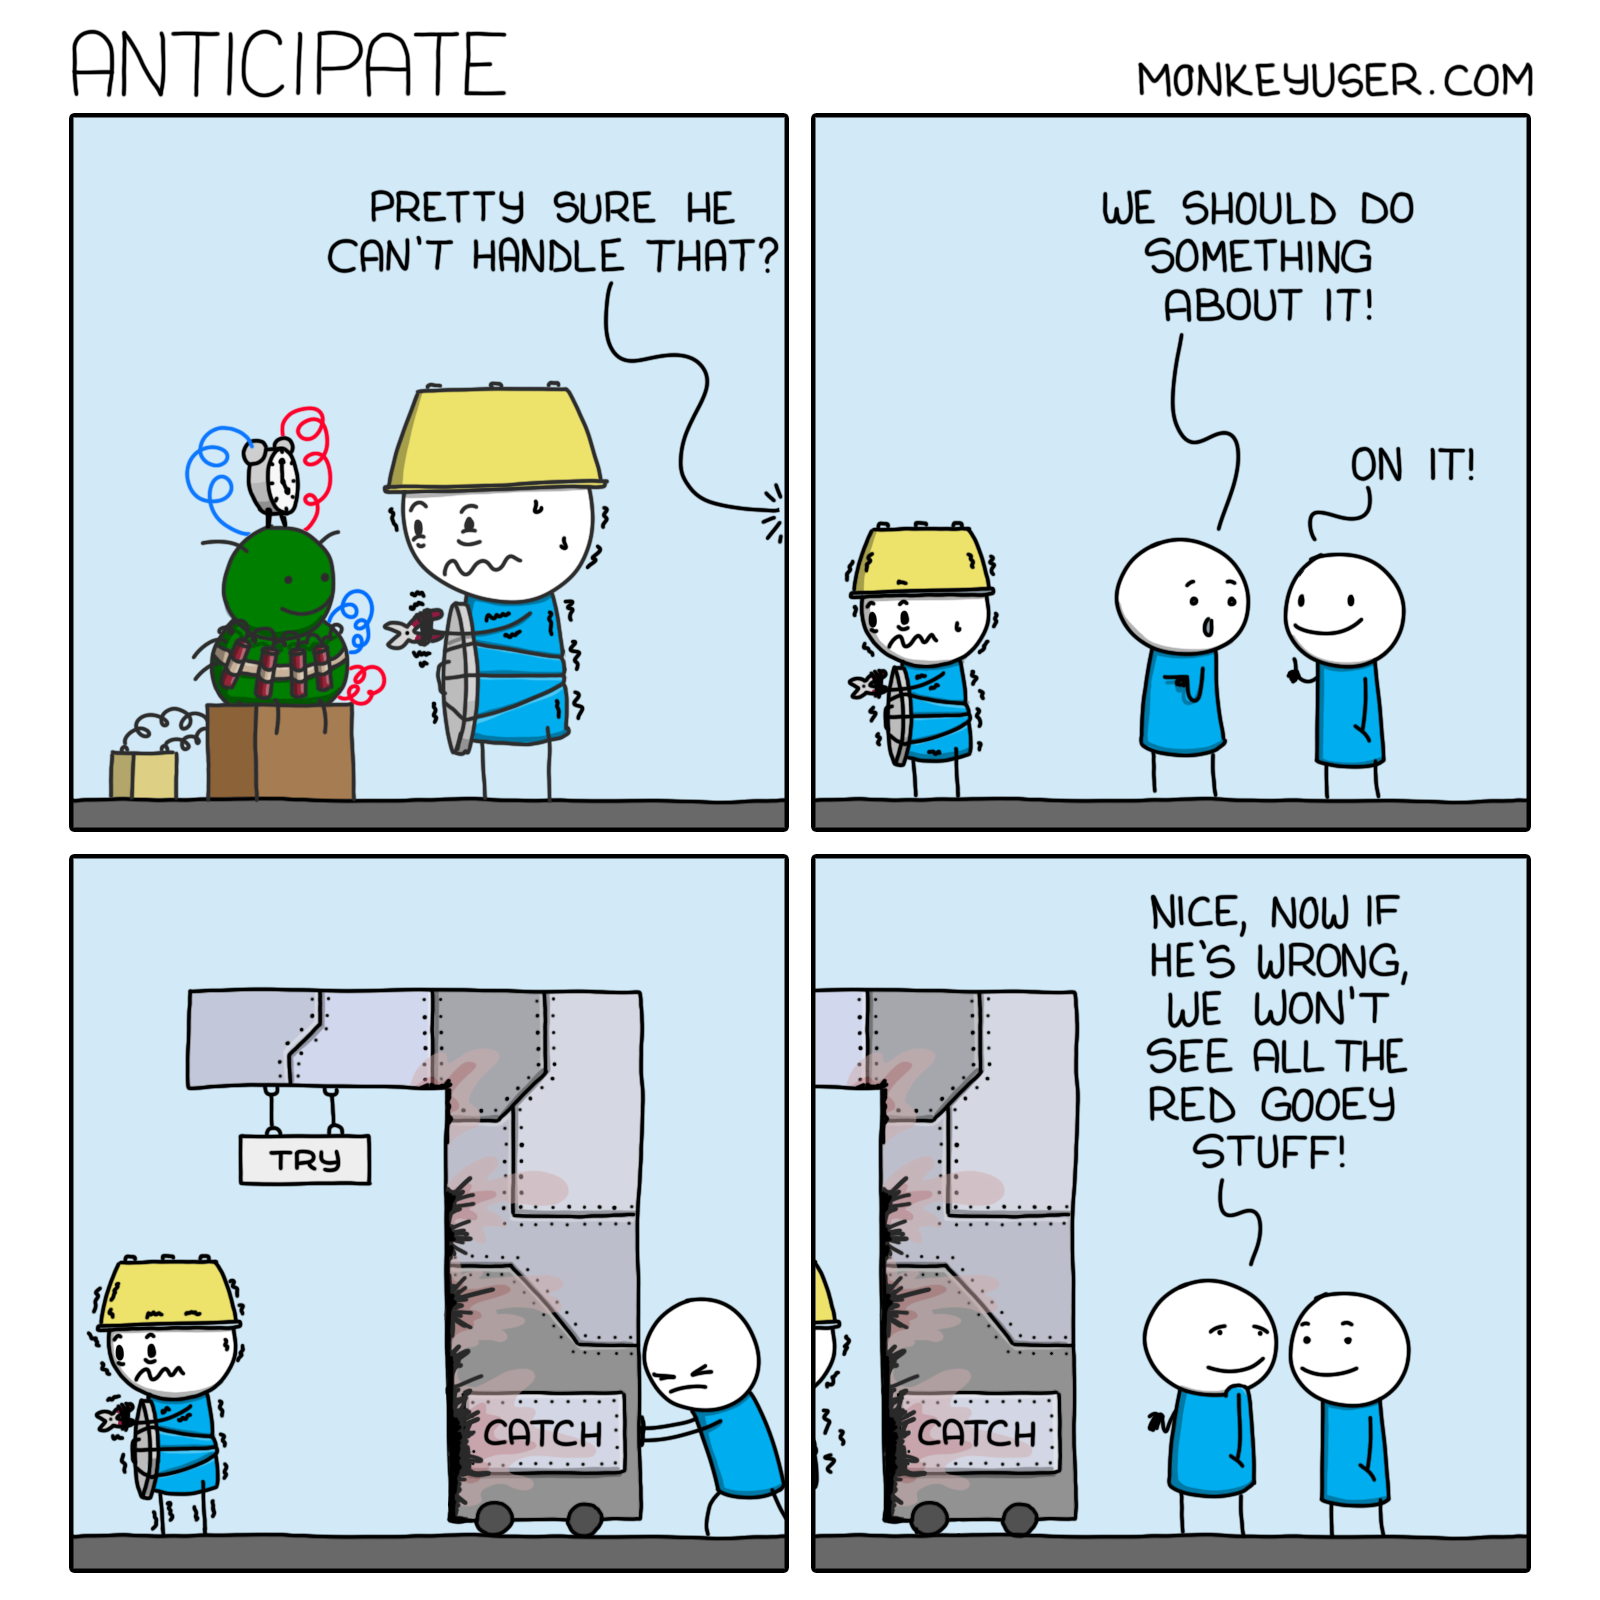 ANTICIPATE
MONKEYUSER.COM
PRETTY SURE HE
CAN'T HANDLE THAT?
WE SHOULD DO
SOMETHING
ABOUT IT!
ON IT!
TRY
CATCH
NICE, NOW IF
HE'S WRONG,
WE WON'T
SEE ALL THE
RED GOOEY
STUFF!
CATCH